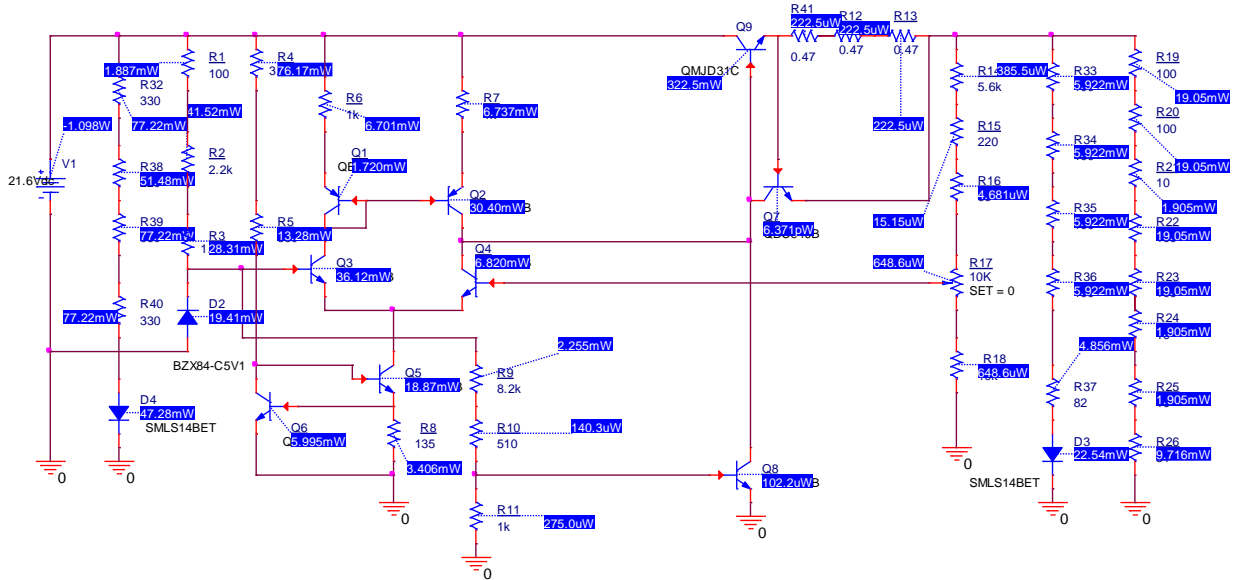 R41
222.5uW
0.47
R12
222.5uW
0.47
R13
0.47
222.5uW
Q9
QMJD31C
322.5mW
1.887mW
R1
100
R32
330
77.22mW
-1.098W
V1
21.6Vdc
41.52mW
R2
2.2k
R38
51.48mW
R39
77.22mW
R3
128.31mW
R40
330
77.22mW
D2
19.41mW
BZX84-C5V1
D4
47.28mW
SMLS14BET
0
0
R4
376.17mW
R5
13.28mW
R6
1k
6.701mW
R7
6.737mW
Q1
1.720mW
Q2
30.40mW
Q3
36.12mW
Q4
6.820mW
Q5
18.87mW
Q6
5.995mW
0
R8
135
3.406mW
0
2.255mW
R9
8.2k
R10
510
140.3uW
R11
1k
275.0uW
0
Q7
6.371pW
Q8
102.2uW
0
R14
385.5uW
5.6k
R15
220
15.15uW
R16
4.681uW
648.6uW
R17
10K
SET = 0
R18
648.6uW
0
R33
5.922mW
R34
5.922mW
R35
5.922mW
R36
5.922mW
4.856mW
R37
82
D3
22.54mW
SMLS14BET
0
R19
100
19.05mW
R20
100
19.05mW
R21
10
1.905mW
R22
19.05mW
R23
19.05mW
R24
1.905mW
R25
1.905mW
R26
9.716mW
0